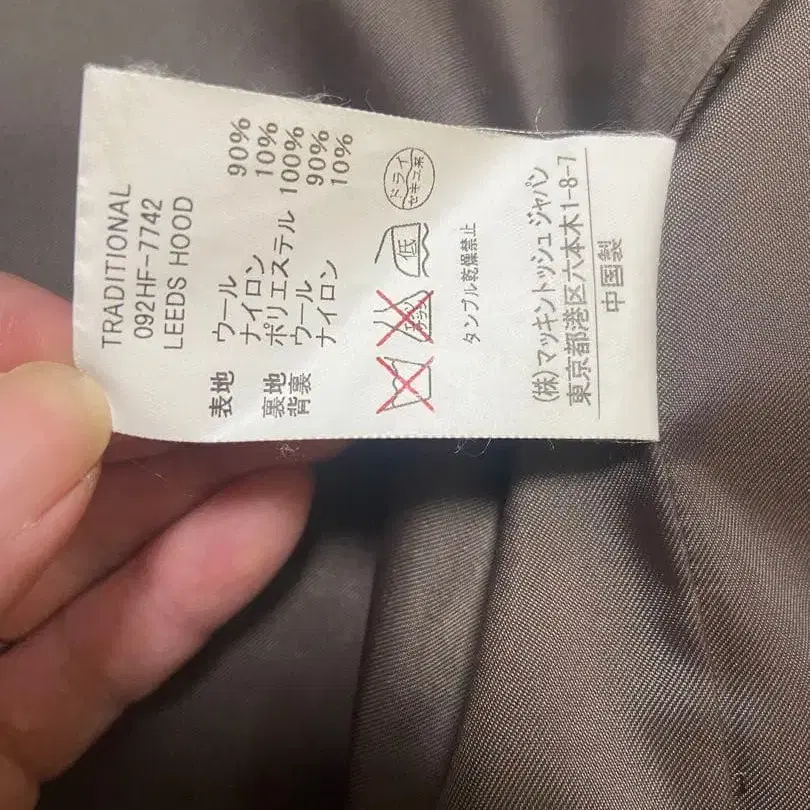 TRADITIONAL
092HF-7742
LEEDS HOOD
表地 ウール 90%
ナイロン 10%
裏地 ポリエステル 100%
背裏 ウール 90%
ナイロン 10%
ドライ
セキユ系
低
タンブル乾燥禁止
(株)マッキントッシュジャパン
東京都港区六本木1-8-7
中国製